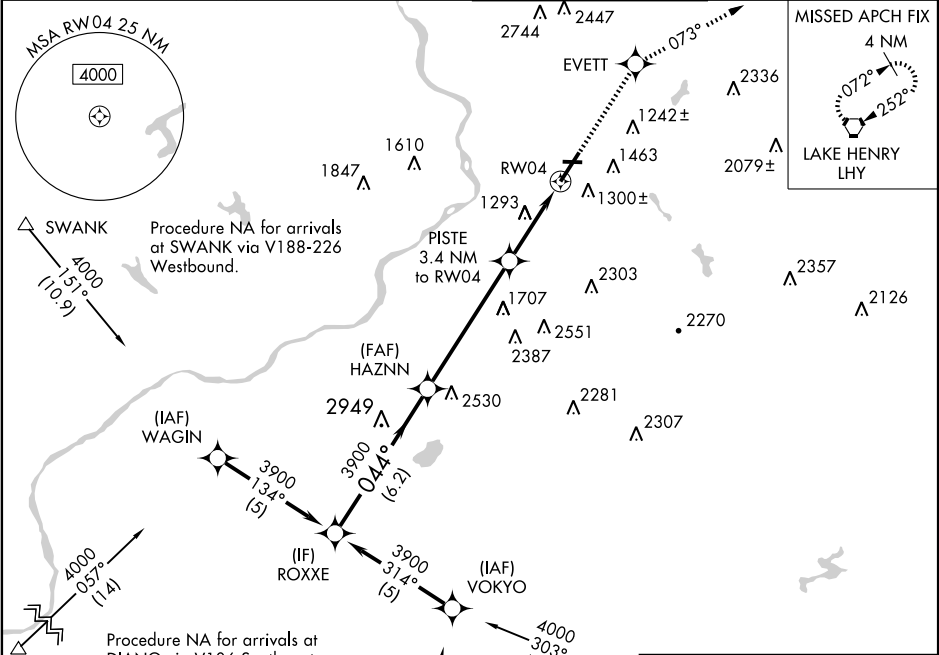 MSA RW04 25 NM
4000
2744
2447
073°
MISSED APCH FIX
4 NM
072°
252°
LAKE HENRY
LHY
EVETT
2336
1242±
1610
1847
RW04
1463
2079±
1300±
1293
SWANK
Procedure NA for arrivals
at SWANK via V188-226
Westbound.
4000
151°
(10.9)
PISTE
3.4 NM
to RW04
2303
2357
1707
2126
2551
2270
2387
(FAF)
HAZNN
2530
2281
2949
2307
(IAF)
WAGIN
3900
044°
(6.2)
3900
134°
(5)
(IF)
ROXXE
3900
314°
(5)
(IAF)
VOKYO
4000
057°
(14)
4000
303°
Procedure NA for arrivals at